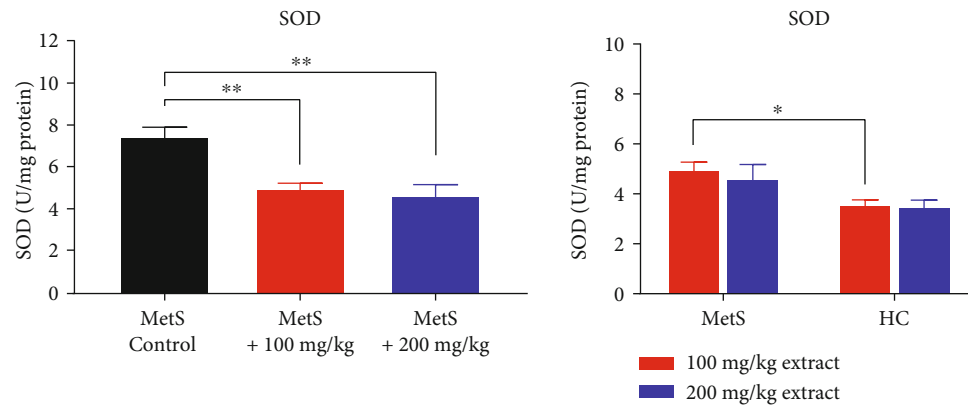 SOD
SOD (U/mg protein)
12
10
8
6
4
2
0
**
**
MetS
Control
MetS
+ 100 mg/kg
MetS
+ 200 mg/kg
SOD
SOD (U/mg protein)
10
8
6
4
2
0
*
MetS
HC
100 mg/kg extract
200 mg/kg extract